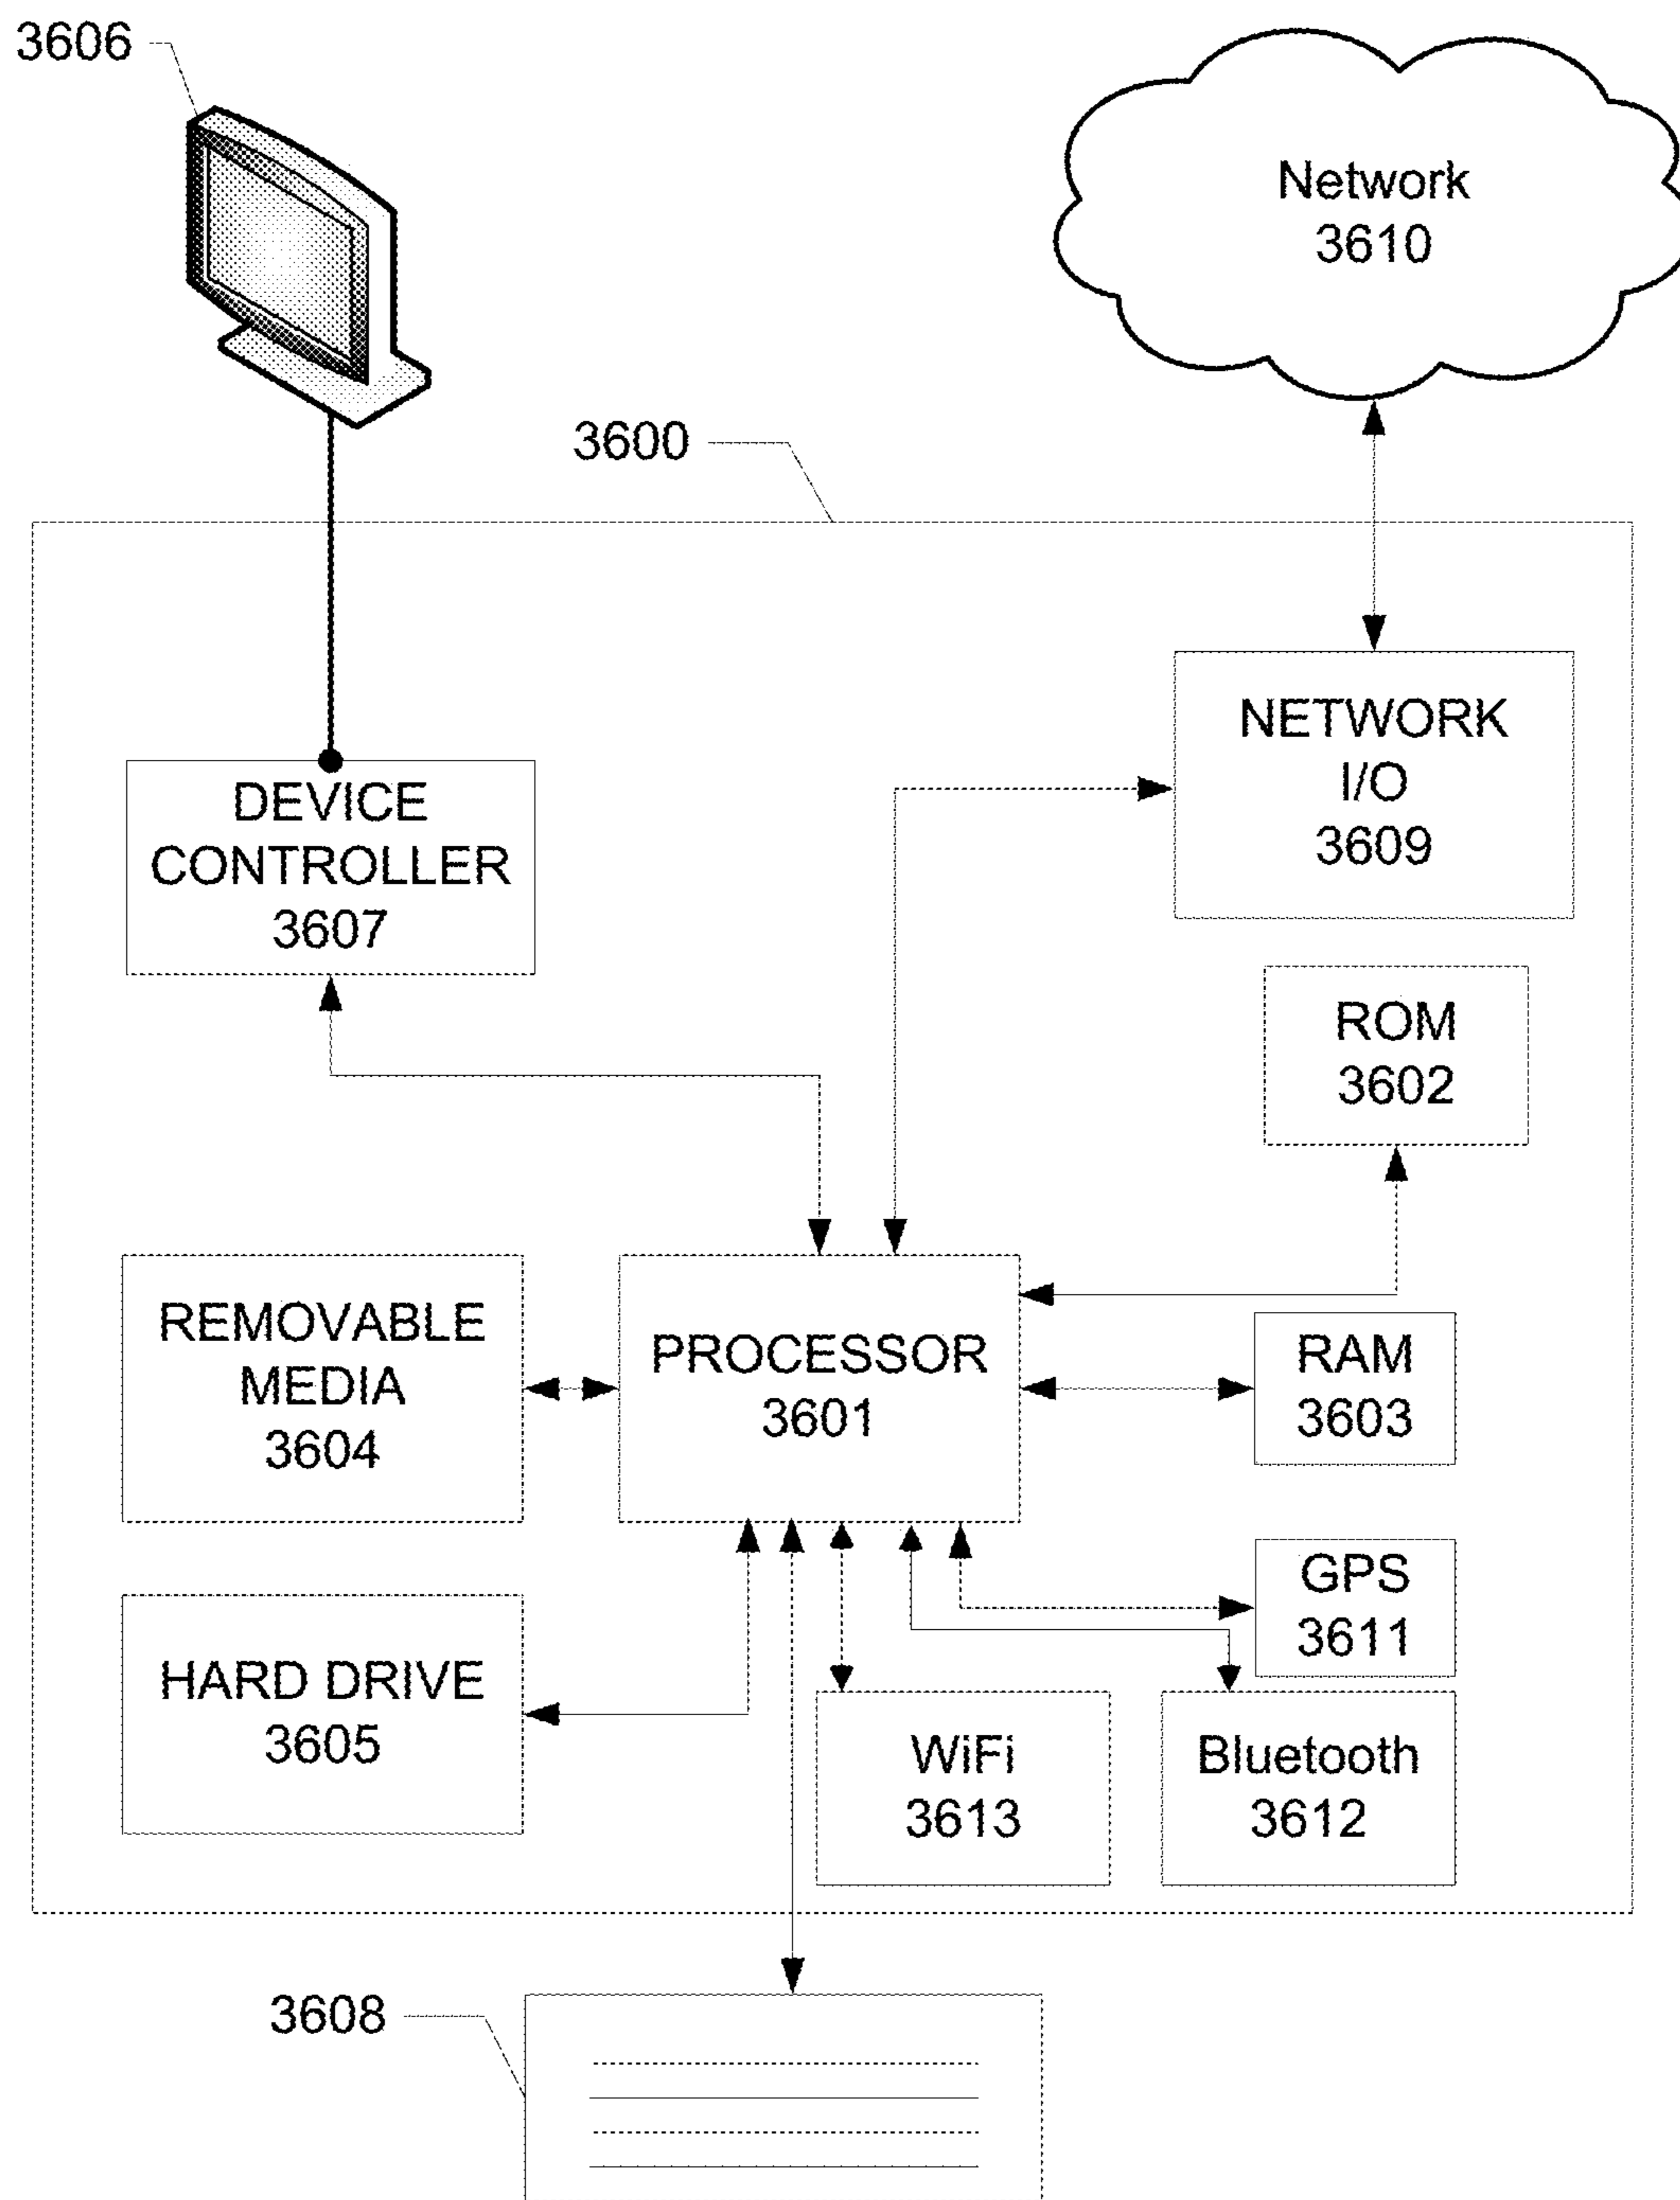 3606
Network
3610
3600
NETWORK
I/O
3609
DEVICE
CONTROLLER
3607
ROM
3602
REMOVABLE
MEDIA
3604
PROCESSOR
3601
RAM
3603
GPS
3611
HARD DRIVE
3605
WiFi
3613
Bluetooth
3612
3608